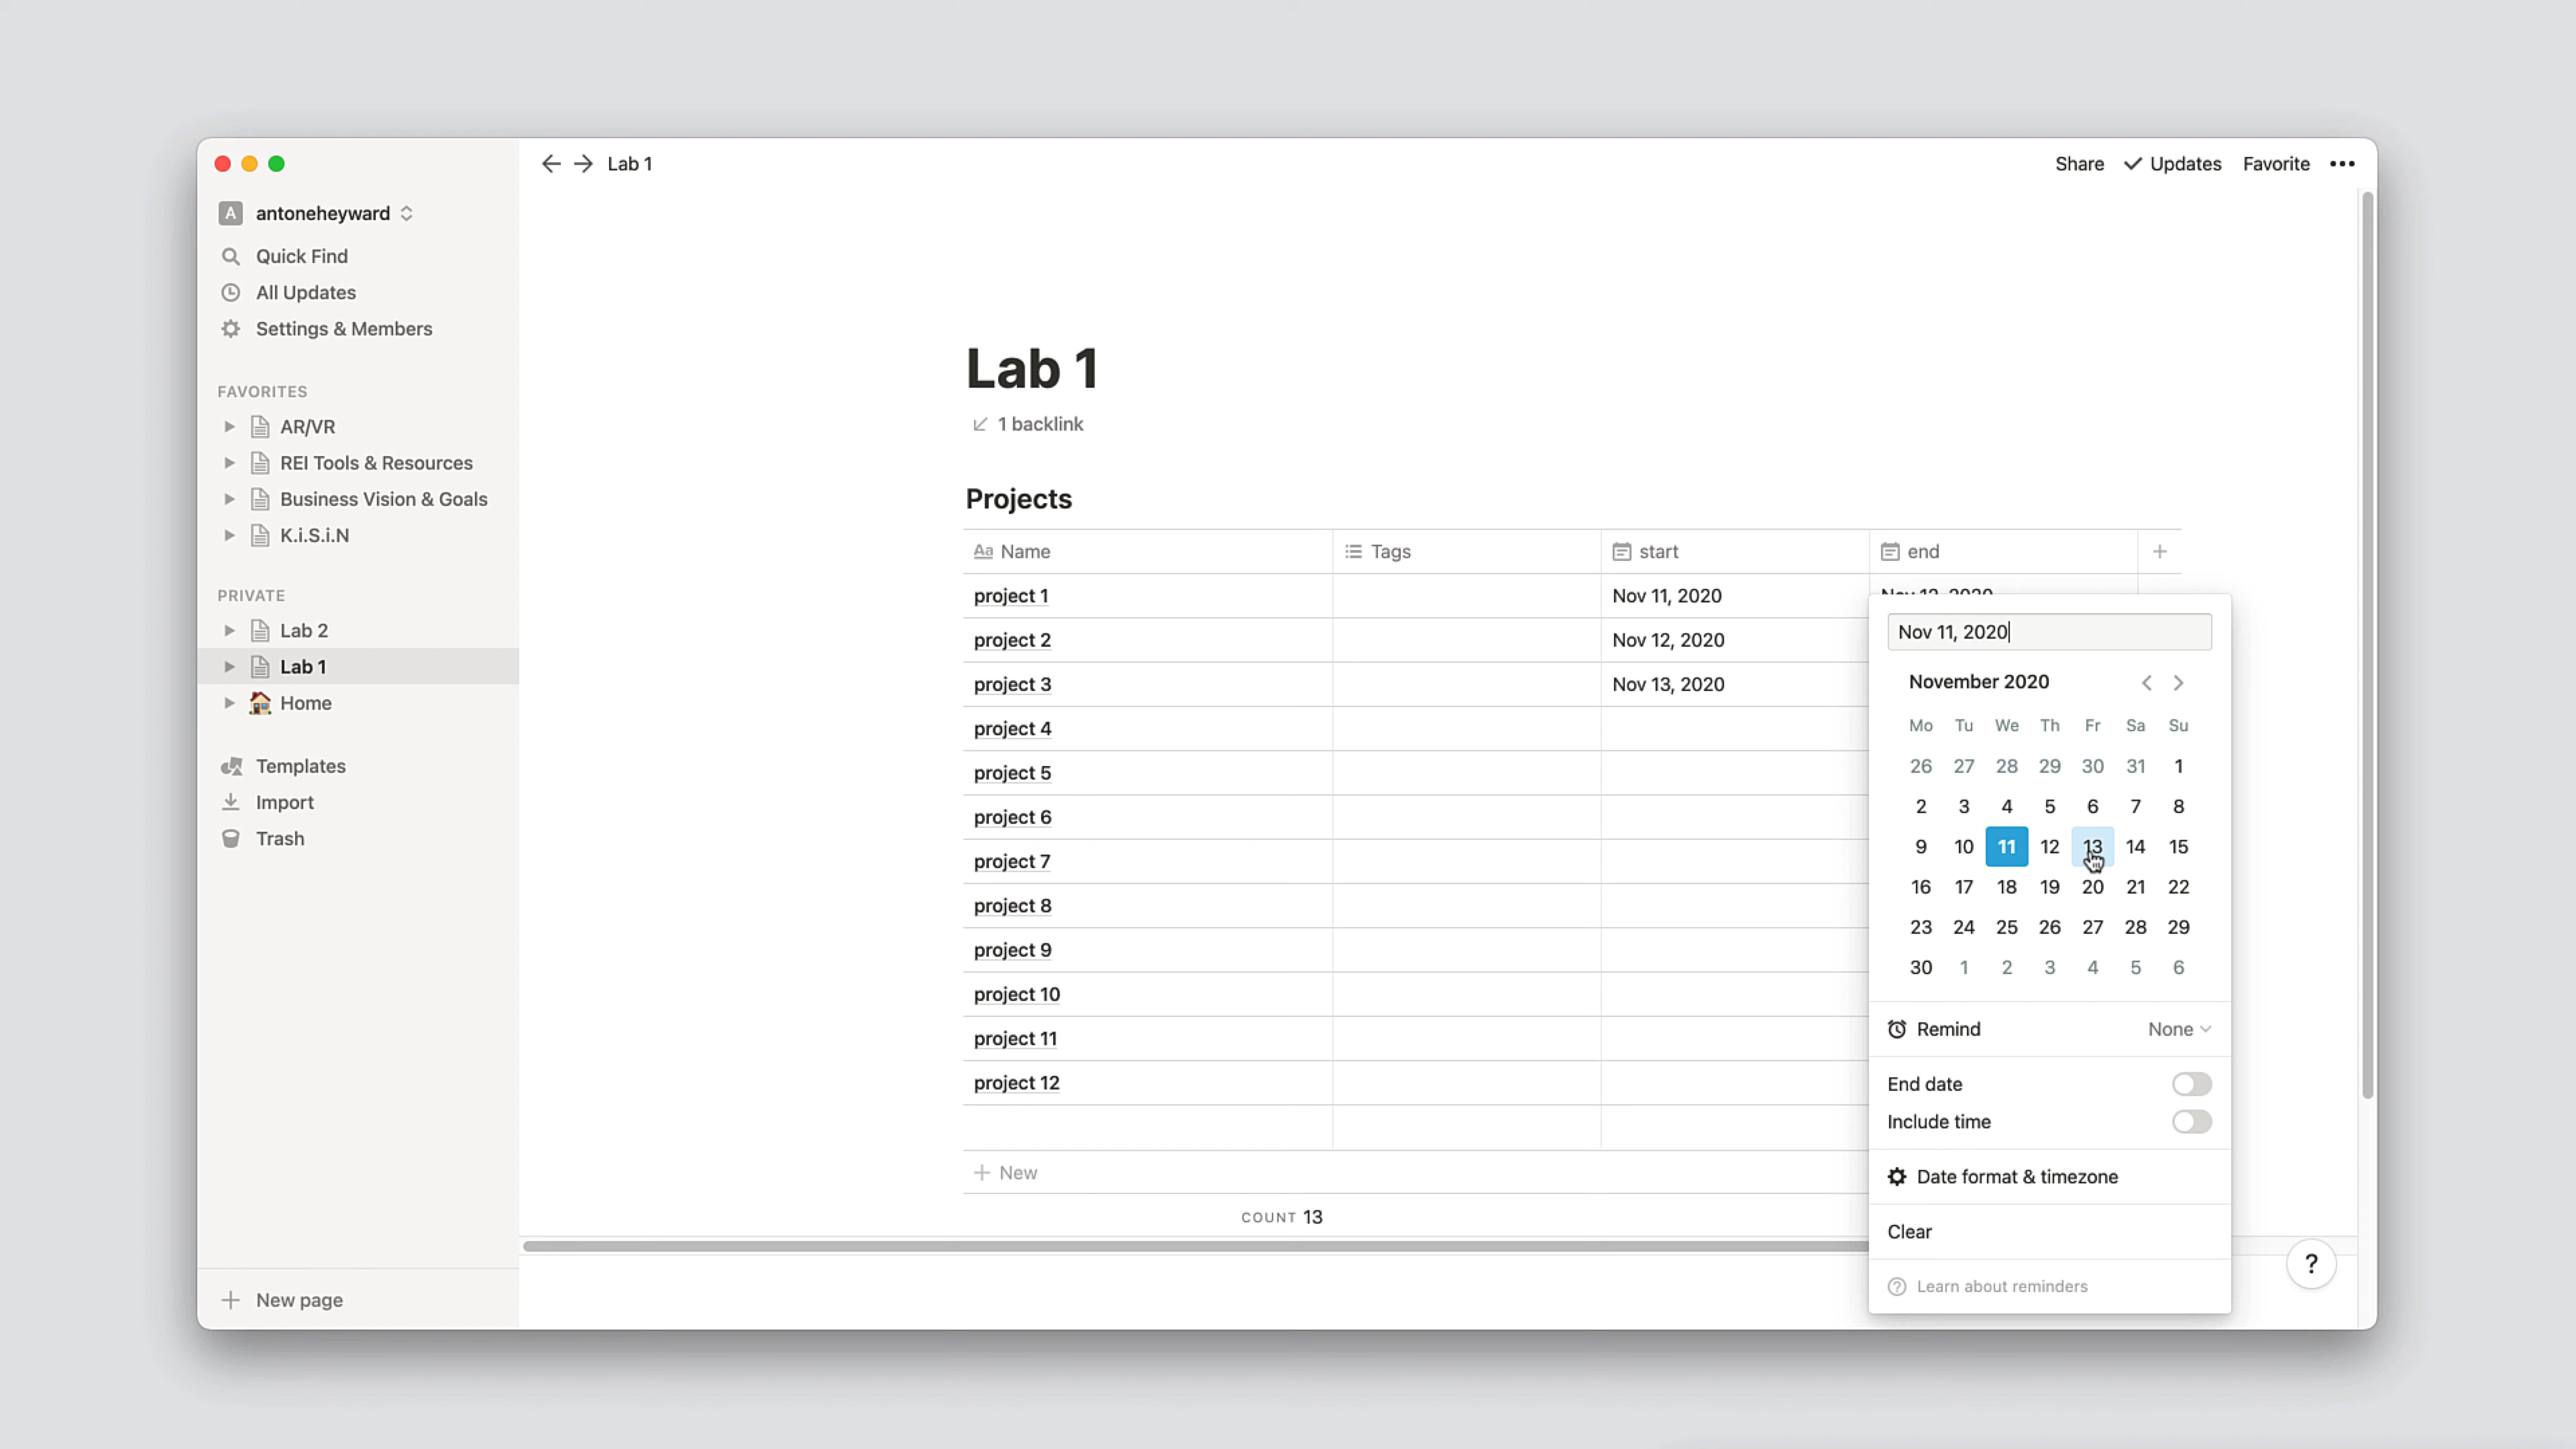 Lab 1
Share Updates Favorite •••
A antoneheyward
Quick Find
All Updates
Settings & Members
FAVORITES
AR/VR
REI Tools & Resources
Business Vision & Goals
K.i.S.i.N
PRIVATE
Lab 2
Lab 1
Home
Templates
Import
Trash
New page
Lab 1
1 backlink
Projects
Aa Name Tags start end +
project 1 Nov 11, 2020
project 2 Nov 12, 2020
project 3 Nov 13, 2020
project 4
project 5
project 6
project 7
project 8
project 9
project 10
project 11
project 12
+ New
COUNT 13
Nov 11, 2020
November 2020
Mo Tu We Th Fr Sa Su
26 27 28 29 30 31 1
2 3 4 5 6 7 8
9 10 11 12 13 14 15
16 17 18 19 20 21 22
23 24 25 26 27 28 29
30 1 2 3 4 5 6
Remind None
End date
Include time
Date format & timezone
Clear
? Learn about reminders
?